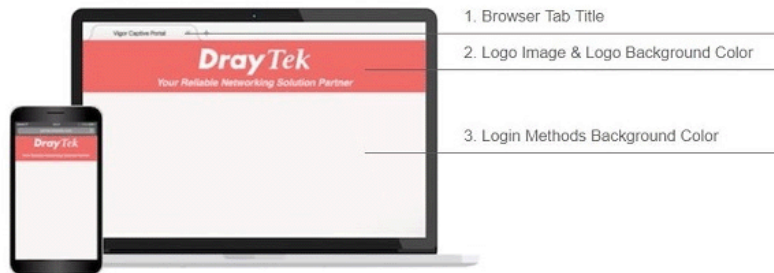 1. Browser Tab Title
Vigor Captive Portal
2. Logo Image & Logo Background Color
DrayTek
Your Reliable Networking Solution Partner
DrayTek
3. Login Methods Background Color